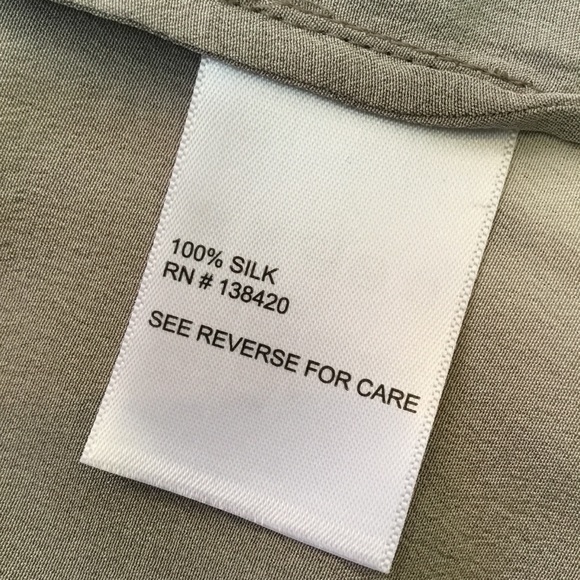 100% SILK
RN # 138420
SEE REVERSE FOR CARE